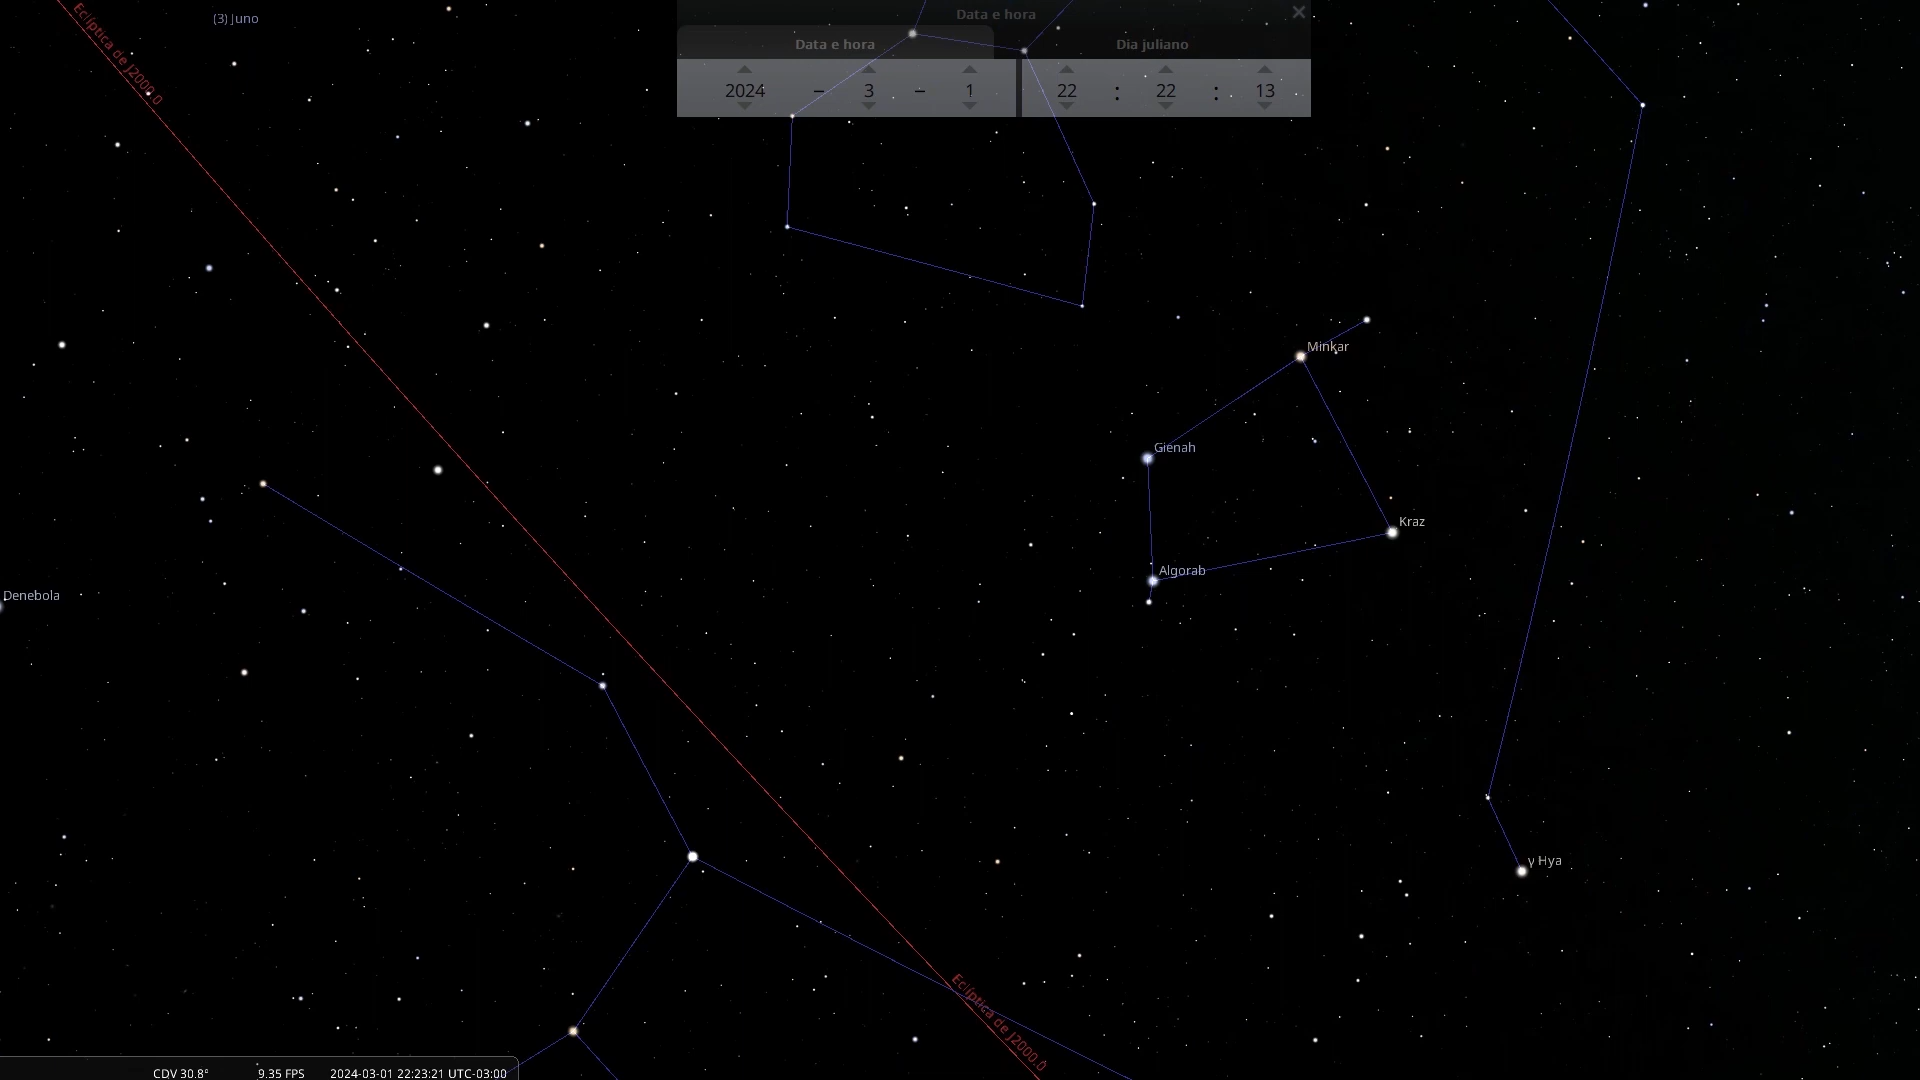 (3) Juno
Data e hora
Data e hora
Dia juliano
2024 – 3 – 1
22 : 22 : 13
Eclíptica de J2000.0
Minkar
Gienah
Kraz
Algorab
Denebola
γ Hya
Eclíptica de J2000.0
CDV 30.8° 9.35 FPS 2024-03-01 22:23:21 UTC-03:00